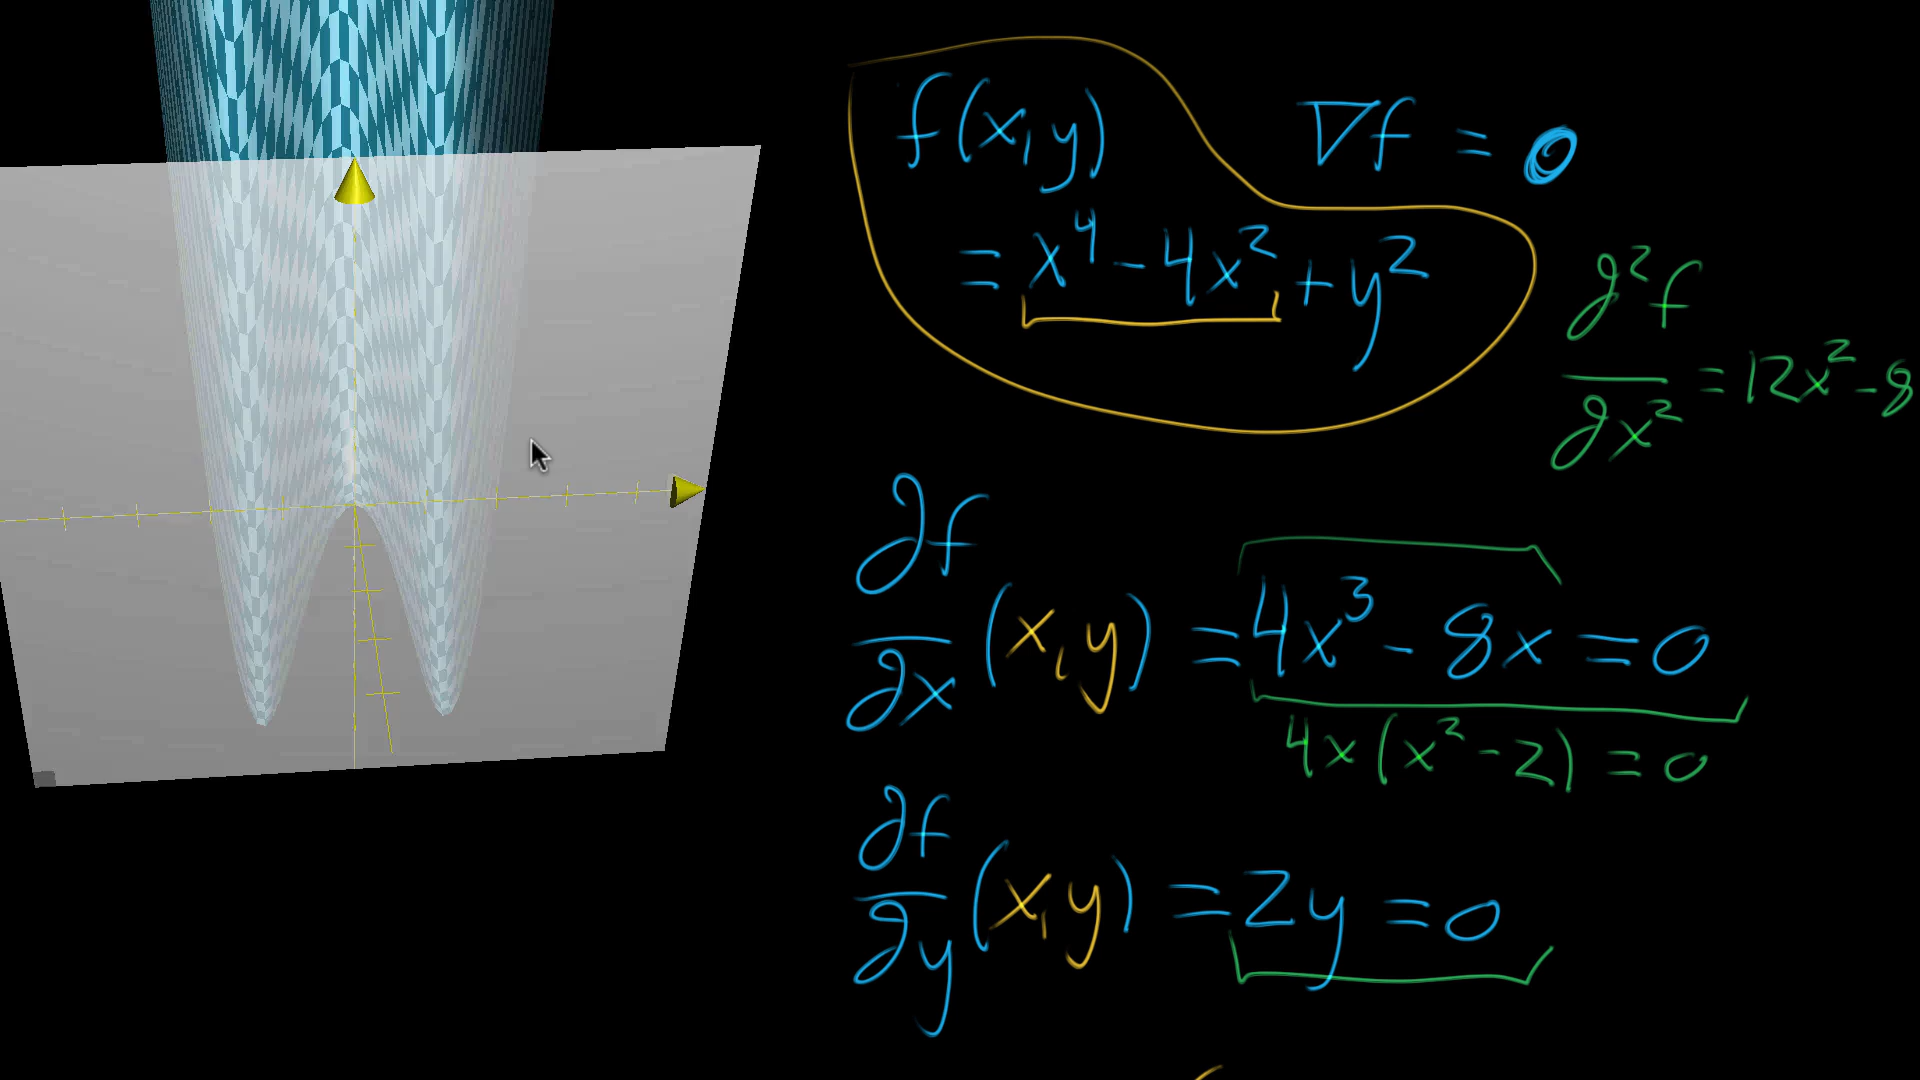 f(x,y) ∇f = 0
= x⁴ - 4x² + y²
∂²f
∂x² = 12x² - 8
∂f
∂x (x,y) = 4x³ - 8x = 0
4x(x² - 2) = 0
∂f
∂y (x,y) = 2y = 0